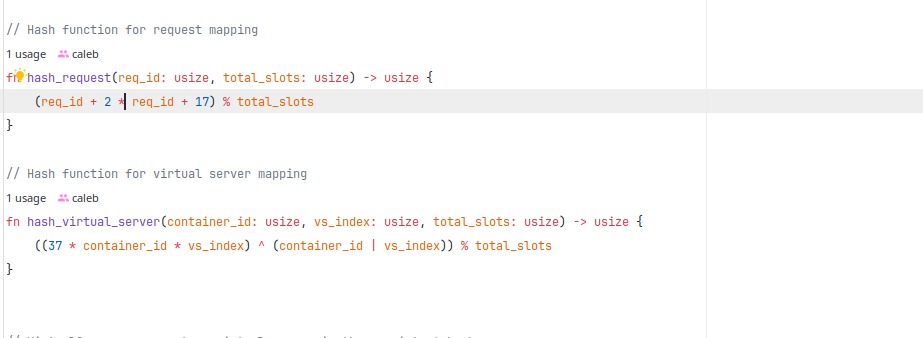 // Hash function for request mapping
1 usage caleb
fn hash_request(req_id: usize, total_slots: usize) -> usize {
(req_id + 2 * req_id + 17) % total_slots
}
// Hash function for virtual server mapping
1 usage caleb
fn hash_virtual_server(container_id: usize, vs_index: usize, total_slots: usize) -> usize {
((37 * container_id * vs_index) ^ (container_id | vs_index)) % total_slots
}